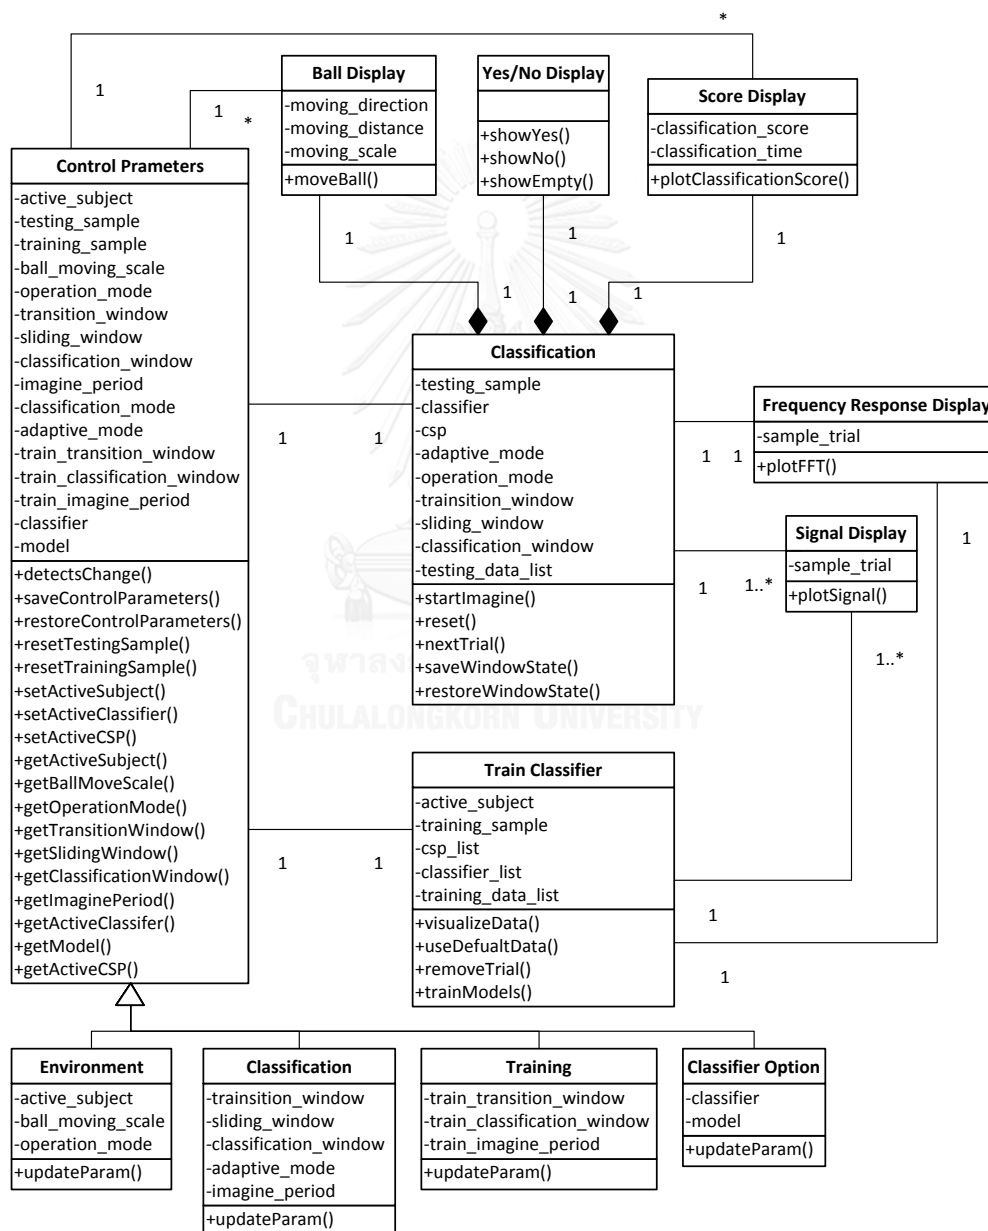 *
1
Ball Display
-moving_direction
-moving_distance
-moving_scale
+moveBall()
1
*
Yes/No Display
+showYes()
+showNo()
+showEmpty()
Score Display
-classification_score
-classification_time
+plotClassificationScore()
Control Prameters
-active_subject
-testing_sample
-training_sample
-ball_moving_scale
-operation_mode
-transition_window
-sliding_window
-classification_window
-imagine_period
-classification_mode
-adaptive_mode
-train_transition_window
-train_classification_window
-train_imagine_period
-classifier
-model
+detectsChange()
+saveControlParameters()
+restoreControlParameters()
+resetTestingSample()
+resetTrainingSample()
+setActiveSubject()
+setActiveClassifier()
+setActiveCSP()
+getActiveSubject()
+getBallMoveScale()
+getOperationMode()
+getTransitionWindow()
+getSlidingWindow()
+getClassificationWindow()
+getImaginePeriod()
+getActiveClassifer()
+getModel()
+getActiveCSP()
1
1
1
1
1
1
Classification
-testing_sample
-classifier
-csp
-adaptive_mode
-operation_mode
-trainsition_window
-sliding_window
-classification_window
-testing_data_list
+startImagine()
+reset()
+nextTrial()
+saveWindowState()
+restoreWindowState()
1
1
Frequency Response Display
-sample_trial
+plotFFT()
1
1
1
Signal Display
-sample_trial
+plotSignal()
1
1..*
1..*
CHULALONGKORN UNIVERSITY
Train Classifier
-active_subject
-training_sample
-csp_list
-classifier_list
-training_data_list
+visualizeData()
+useDefualtData()
+removeTrial()
+trainModels()
1
1
1
1
Environment
-active_subject
-ball_moving_scale
-operation_mode
+updateParam()
Classification
-trainsition_window
-sliding_window
-classification_window
-adaptive_mode
-imagine_period
+updateParam()
Training
-train_transition_window
-train_classification_window
-train_imagine_period
+updateParam()
Classifier Option
-classifier
-model
+updateParam()